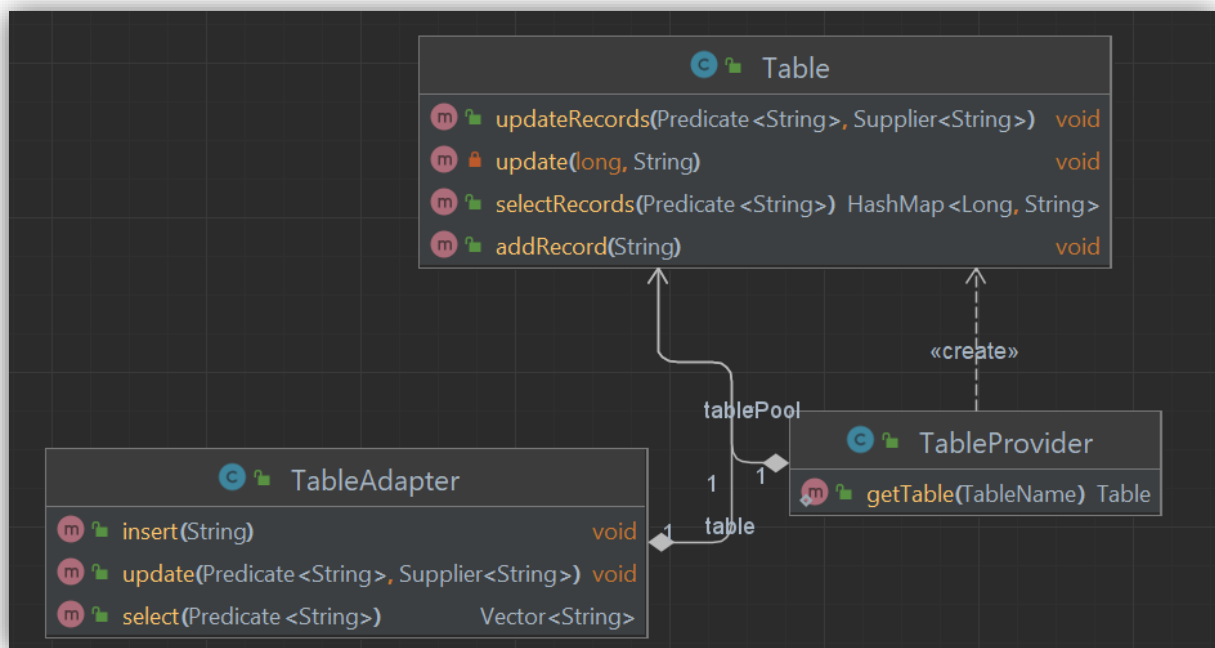 Table
updateRecords(Predicate<String>, Supplier<String>) void
update(long, String) void
selectRecords(Predicate<String>) HashMap<Long, String>
addRecord(String) void
«create»
tablePool
TableProvider
1
1
getTable(TableName) Table
TableAdapter
1
table
insert(String) void
update(Predicate<String>, Supplier<String>) void
select(Predicate<String>) Vector<String>